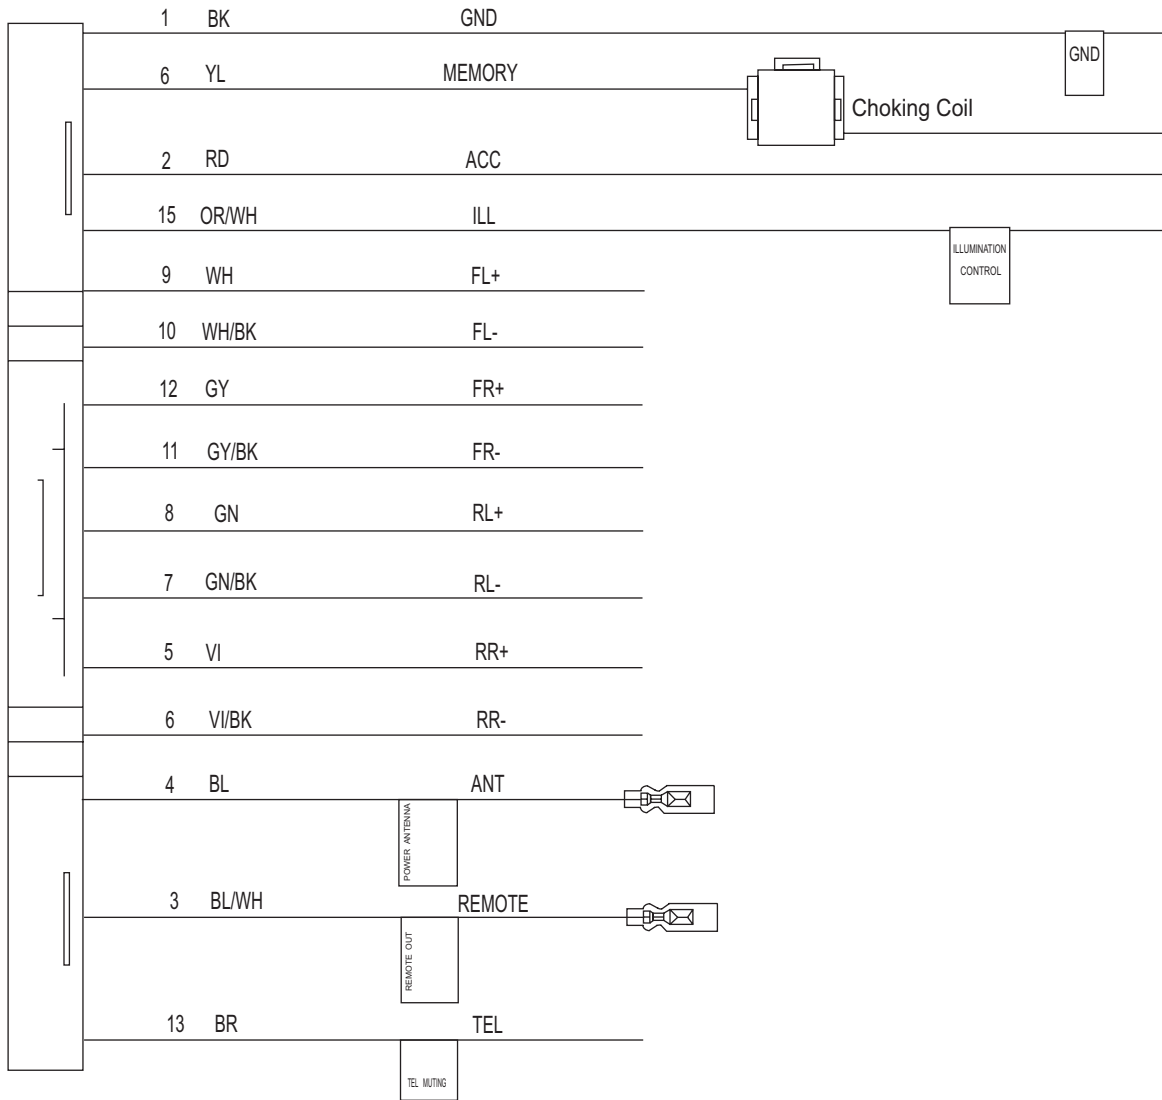 1 BK GND
GND
6 YL MEMORY
Choking Coil
2 RD ACC
15 OR/WH ILL
ILLUMINATION
CONTROL
9 WH FL+
10 WH/BK FL-
12 GY FR+
11 GY/BK FR-
8 GN RL+
7 GN/BK RL-
5 VI RR+
6 VI/BK RR-
4 BL ANT
POWER ANTENNA
3 BL/WH REMOTE
REMOTE OUT
13 BR TEL
TEL MUTING